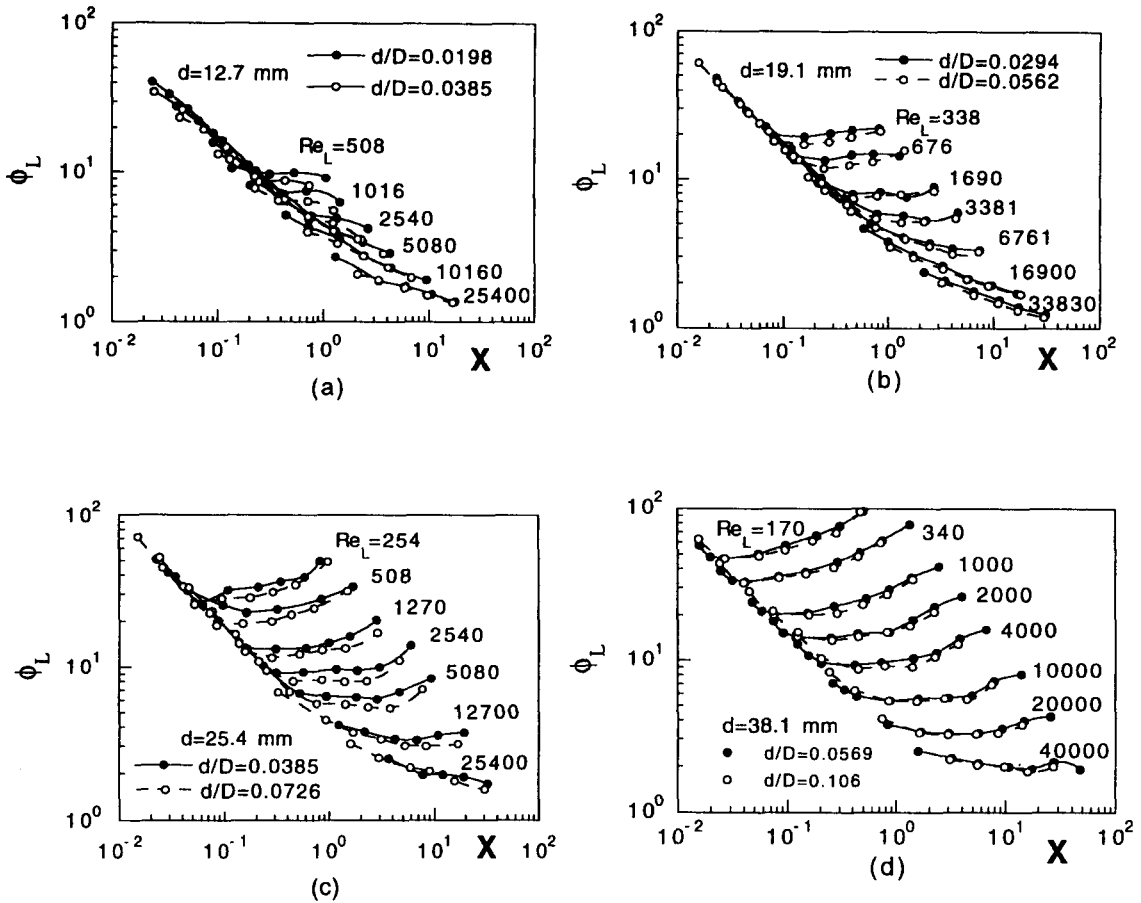 10²
10¹
10⁰
ϕ_L
d=12.7 mm
d/D=0.0198
d/D=0.0385
Re_L=508
1016
2540
5080
10160
25400
10⁻² 10⁻¹ 10⁰ 10¹ 10²
X
(a)
10²
10¹
10⁰
ϕ_L
d=19.1 mm
d/D=0.0294
d/D=0.0562
Re_L=338
676
1690
3381
6761
16900
33830
10⁻² 10⁻¹ 10⁰ 10¹ 10²
X
(b)
10²
10¹
10⁰
ϕ_L
Re_L=254
508
1270
2540
5080
12700
25400
d=25.4 mm
d/D=0.0385
d/D=0.0726
10⁻² 10⁻¹ 10⁰ 10¹ X 10²
(c)
10²
10¹
10⁰
ϕ_L
Re_L=170
340
1000
2000
4000
10000
20000
40000
d=38.1 mm
d/D=0.0569
d/D=0.106
10⁻² 10⁻¹ 10⁰ 10¹ X 10²
(d)